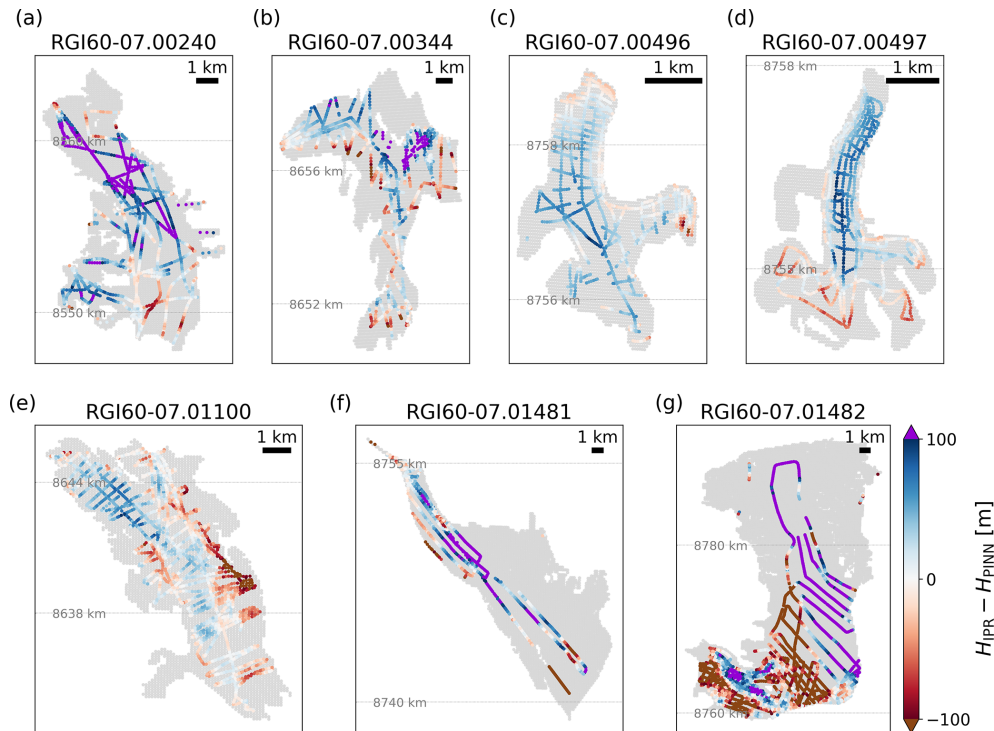 (a)
RGI60-07.00240
1 km
8560 km
8550 km
(b)
RGI60-07.00344
1 km
8656 km
8652 km
(c)
RGI60-07.00496
1 km
8758 km
8756 km
(d)
RGI60-07.00497
1 km
8758 km
8755 km
(e)
RGI60-07.01100
1 km
8644 km
8638 km
(f)
RGI60-07.01481
1 km
8755 km
8740 km
(g)
RGI60-07.01482
1 km
8780 km
8760 km
100
0
−100
H_IPR − H_PINN [m]